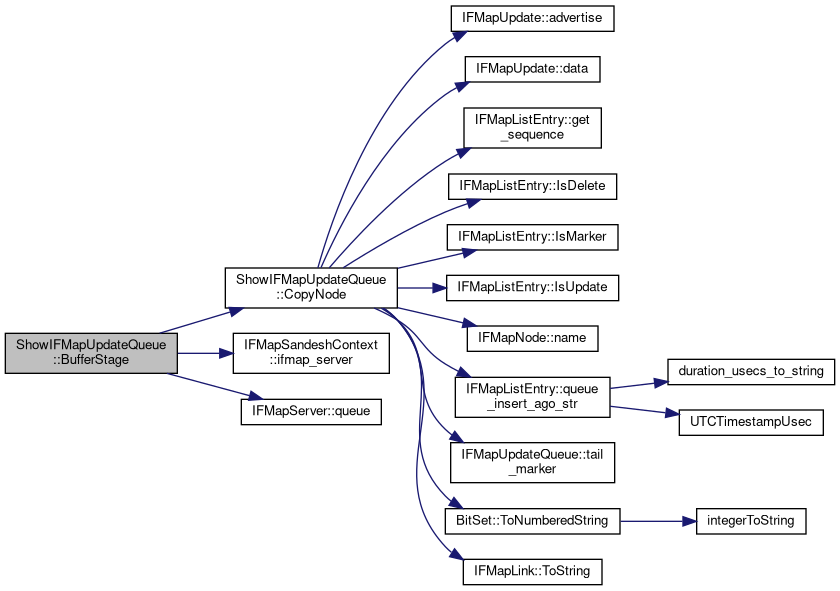 IFMapUpdate::advertise
IFMapUpdate::data
IFMapListEntry::get
_sequence
IFMapListEntry::IsDelete
IFMapListEntry::IsMarker
ShowIFMapUpdateQueue
::CopyNode
IFMapListEntry::IsUpdate
IFMapNode::name
ShowIFMapUpdateQueue
::BufferStage
IFMapSandeshContext
::ifmap_server
IFMapServer::queue
IFMapListEntry::queue
_insert_ago_str
duration_usecs_to_string
UTCTimestampUsec
IFMapUpdateQueue::tail
_marker
BitSet::ToNumberedString
integerToString
IFMapLink::ToString